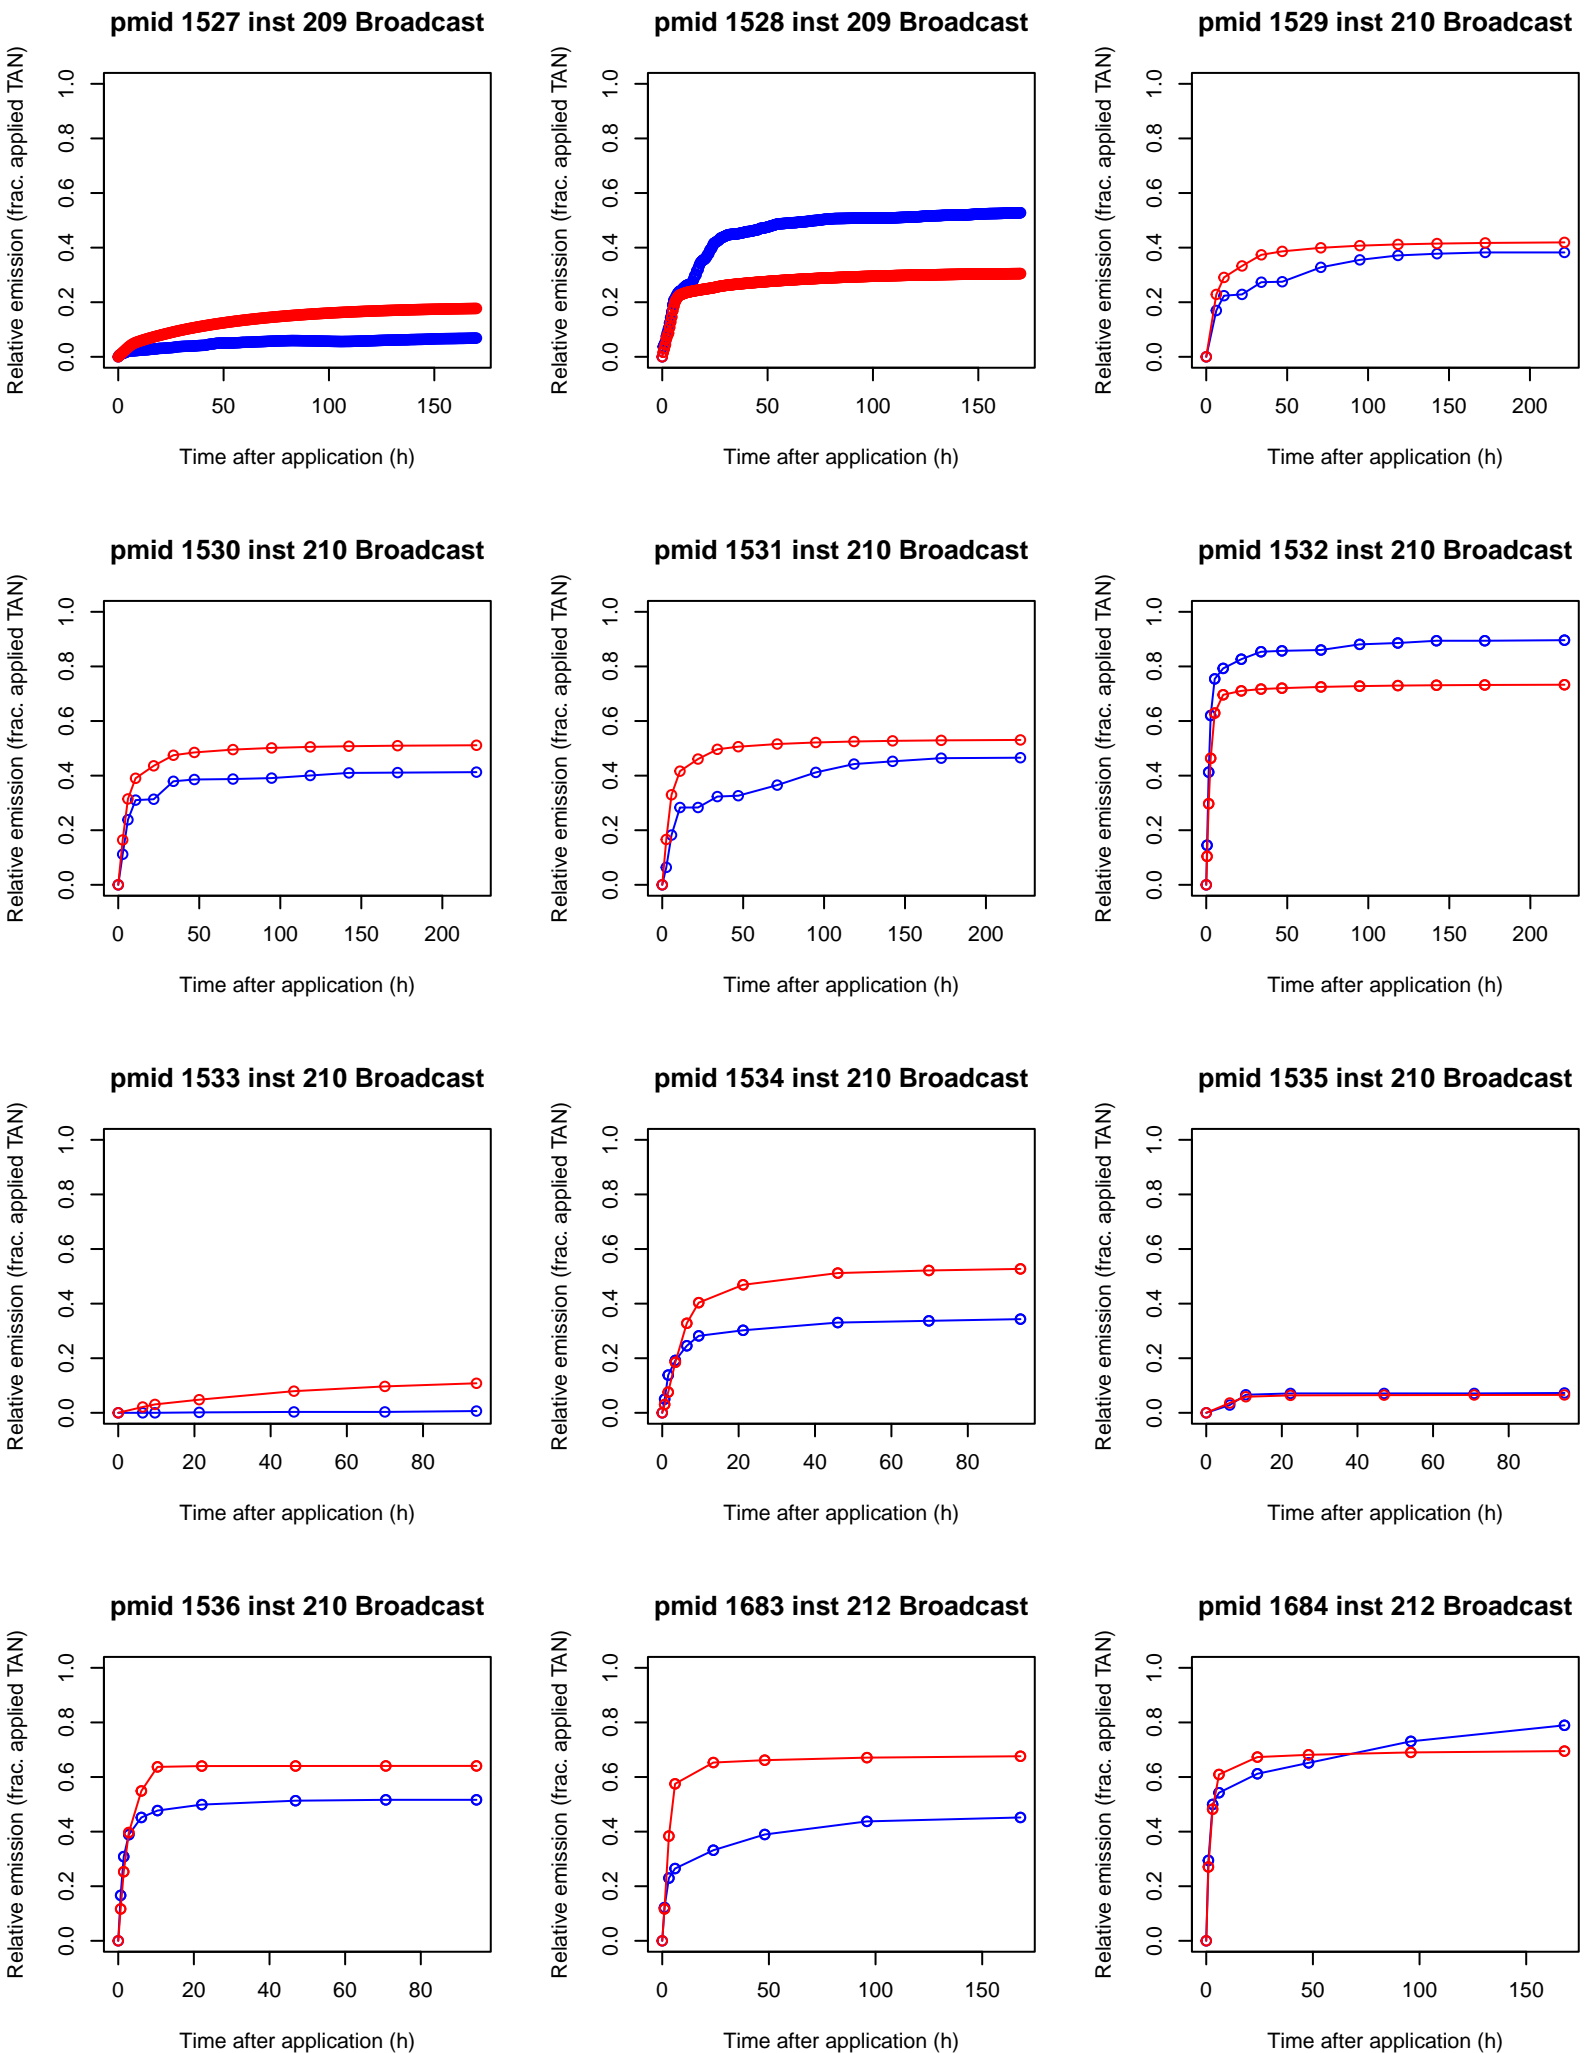 pmid 1527 inst 209 Broadcast
Relative emission (frac. applied TAN)
0.0 0.2 0.4 0.6 0.8 1.0
0 50 100 150
Time after application (h)
pmid 1528 inst 209 Broadcast
Relative emission (frac. applied TAN)
0.0 0.2 0.4 0.6 0.8 1.0
0 50 100 150
Time after application (h)
pmid 1529 inst 210 Broadcast
Relative emission (frac. applied TAN)
0.0 0.2 0.4 0.6 0.8 1.0
0 50 100 150 200
Time after application (h)
pmid 1530 inst 210 Broadcast
Relative emission (frac. applied TAN)
0.0 0.2 0.4 0.6 0.8 1.0
0 50 100 150 200
Time after application (h)
pmid 1531 inst 210 Broadcast
Relative emission (frac. applied TAN)
0.0 0.2 0.4 0.6 0.8 1.0
0 50 100 150 200
Time after application (h)
pmid 1532 inst 210 Broadcast
Relative emission (frac. applied TAN)
0.0 0.2 0.4 0.6 0.8 1.0
0 50 100 150 200
Time after application (h)
pmid 1533 inst 210 Broadcast
Relative emission (frac. applied TAN)
0.0 0.2 0.4 0.6 0.8 1.0
0 20 40 60 80
Time after application (h)
pmid 1534 inst 210 Broadcast
Relative emission (frac. applied TAN)
0.0 0.2 0.4 0.6 0.8 1.0
0 20 40 60 80
Time after application (h)
pmid 1535 inst 210 Broadcast
Relative emission (frac. applied TAN)
0.0 0.2 0.4 0.6 0.8 1.0
0 20 40 60 80
Time after application (h)
pmid 1536 inst 210 Broadcast
Relative emission (frac. applied TAN)
0.0 0.2 0.4 0.6 0.8 1.0
0 20 40 60 80
Time after application (h)
pmid 1683 inst 212 Broadcast
Relative emission (frac. applied TAN)
0.0 0.2 0.4 0.6 0.8 1.0
0 50 100 150
Time after application (h)
pmid 1684 inst 212 Broadcast
Relative emission (frac. applied TAN)
0.0 0.2 0.4 0.6 0.8 1.0
0 50 100 150
Time after application (h)